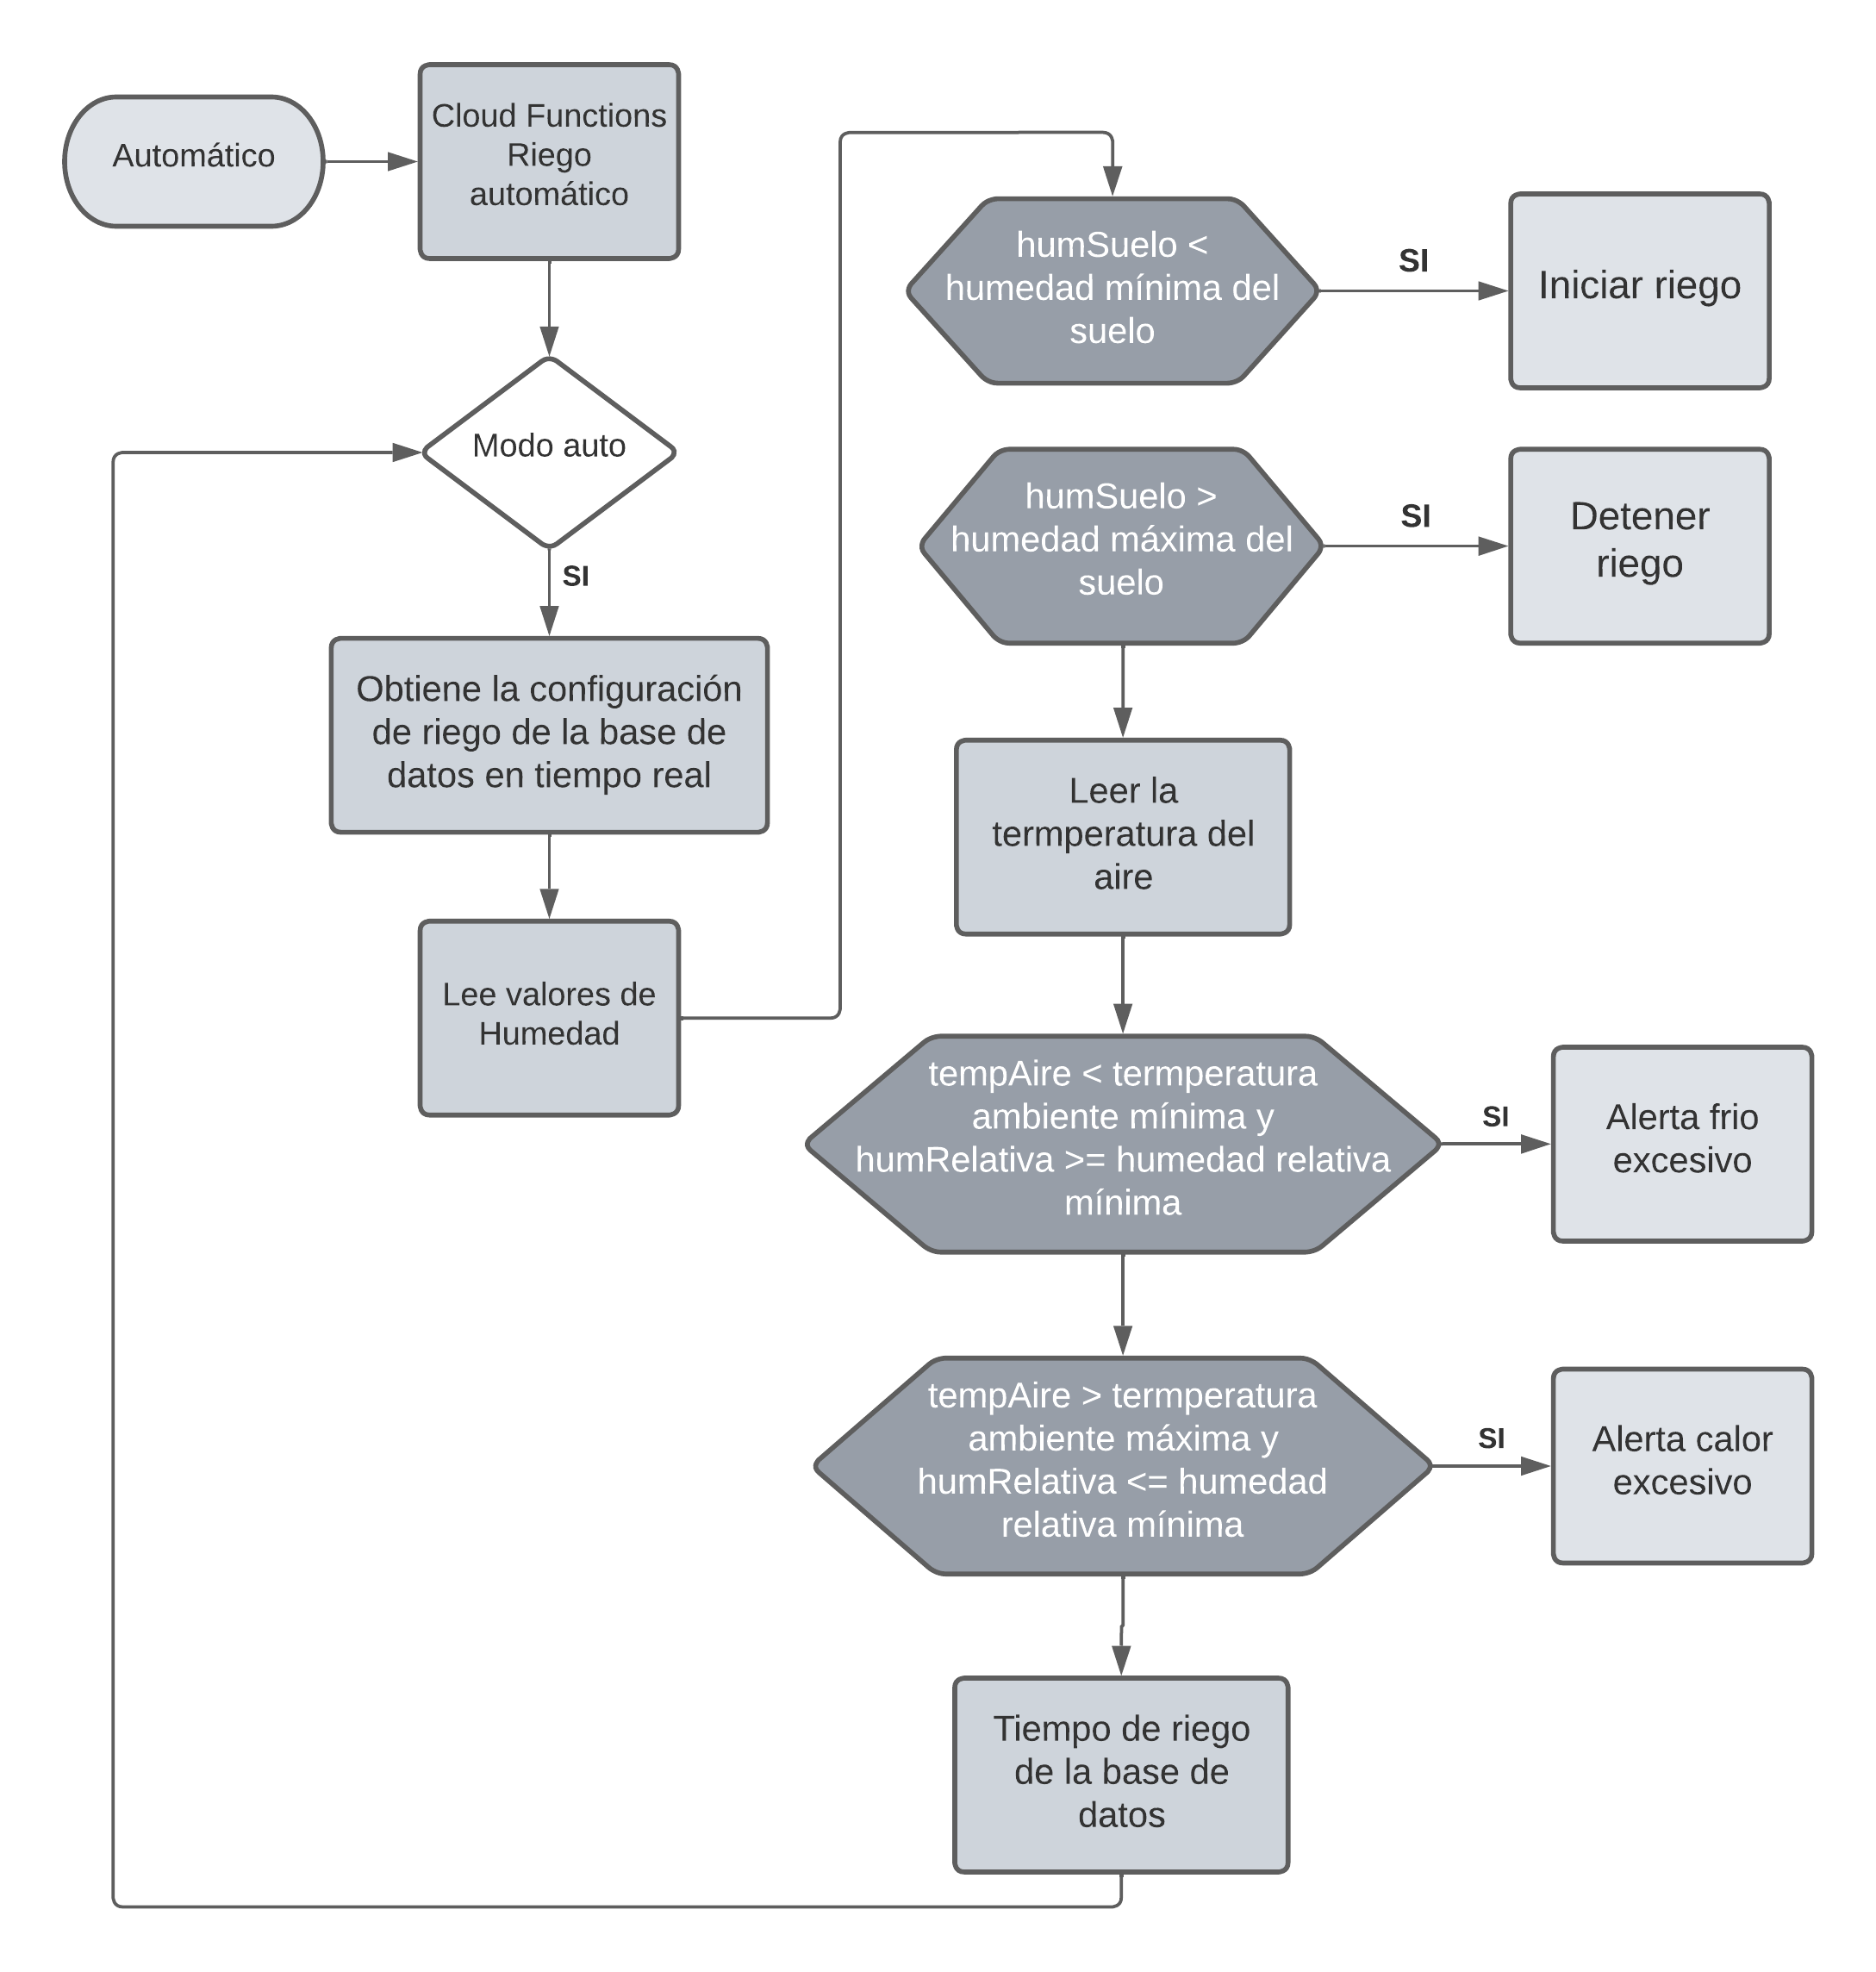 Automático
Cloud Functions
Riego
automático
Modo auto
SI
Obtiene la configuración
de riego de la base de
datos en tiempo real
Lee valores de
Humedad
humSuelo <
humedad mínima del
suelo
SI
Iniciar riego
humSuelo >
humedad máxima del
suelo
SI
Detener
riego
Leer la
termperatura del
aire
tempAire < termperatura
ambiente mínima y
humRelativa >= humedad relativa
mínima
SI
Alerta frio
excesivo
tempAire > termperatura
ambiente máxima y
humRelativa <= humedad
relativa mínima
SI
Alerta calor
excesivo
Tiempo de riego
de la base de
datos